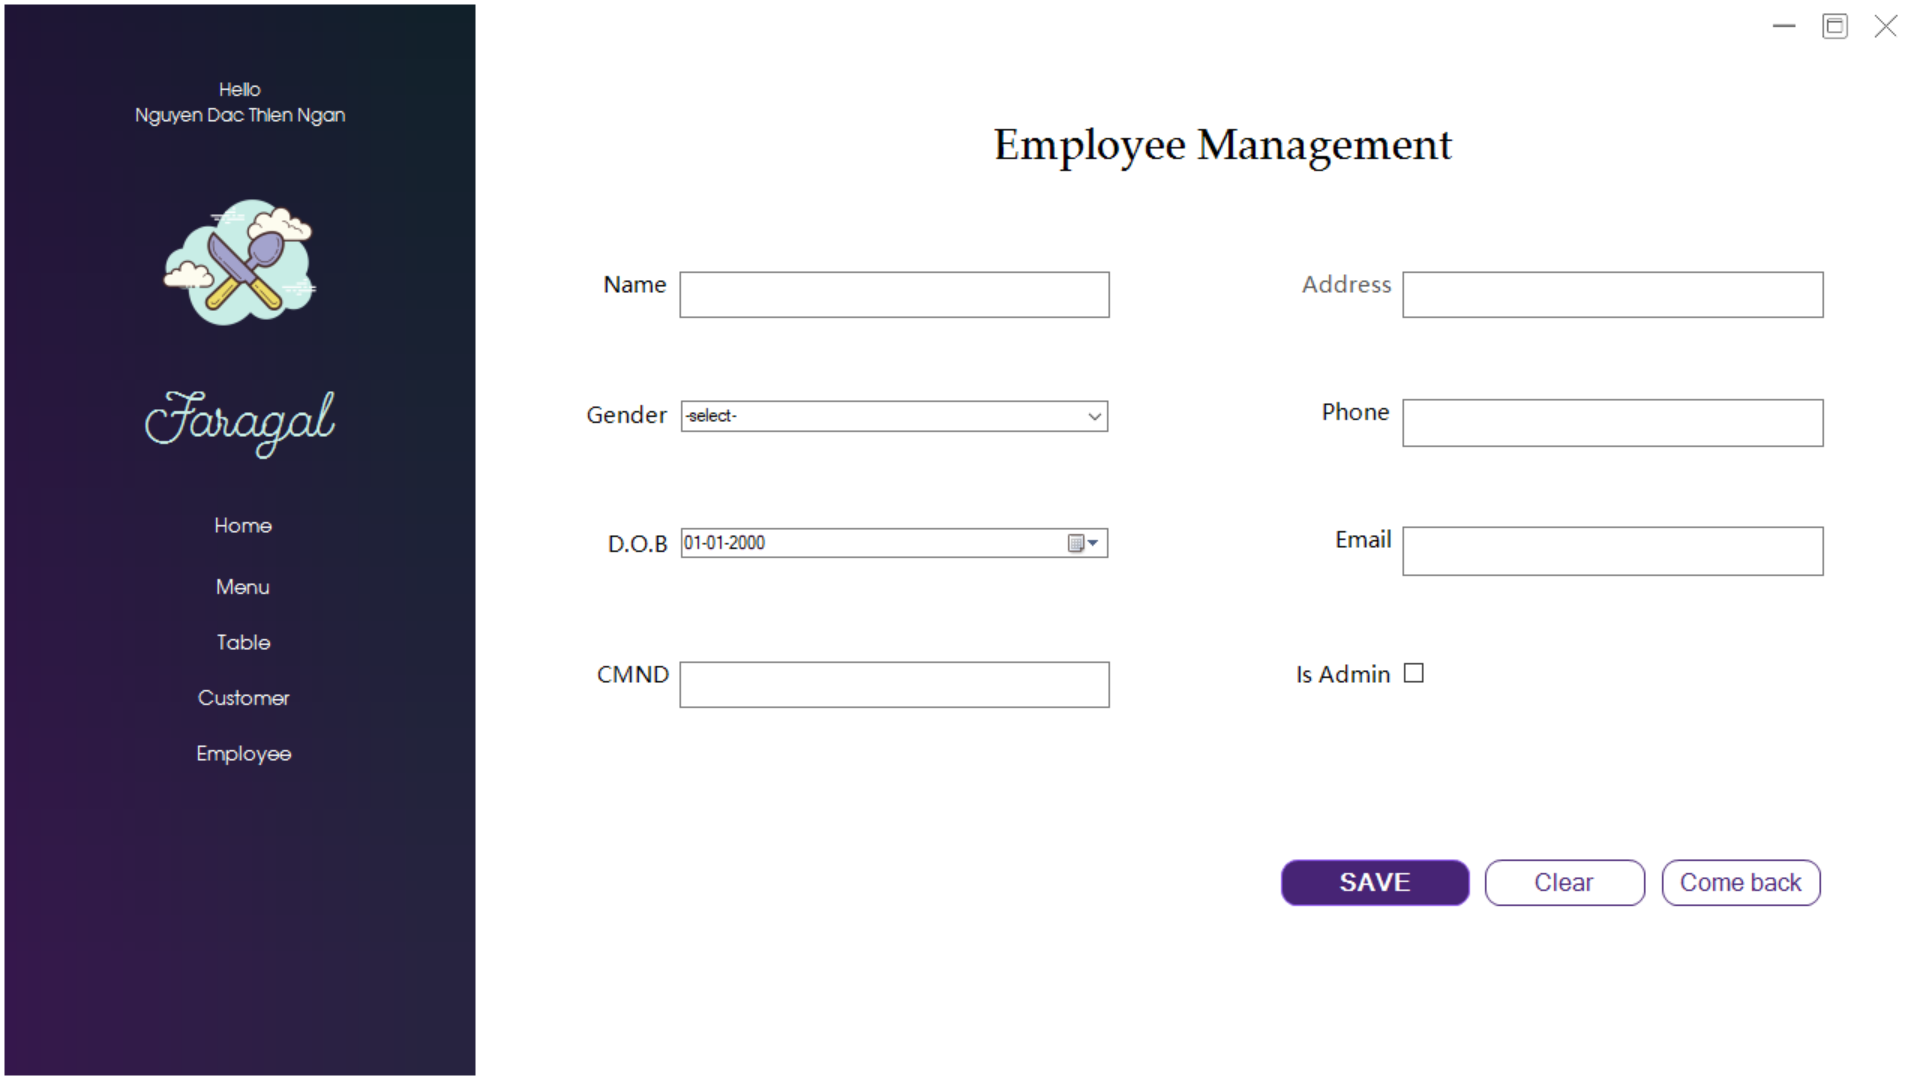 Hello
Nguyen Dac Thien Ngan
Faragal
Home
Menu
Table
Customer
Employee
Employee Management
Name
Address
Gender
-select-
Phone
D.O.B
01-01-2000
Email
CMND
Is Admin
SAVE
Clear
Come back